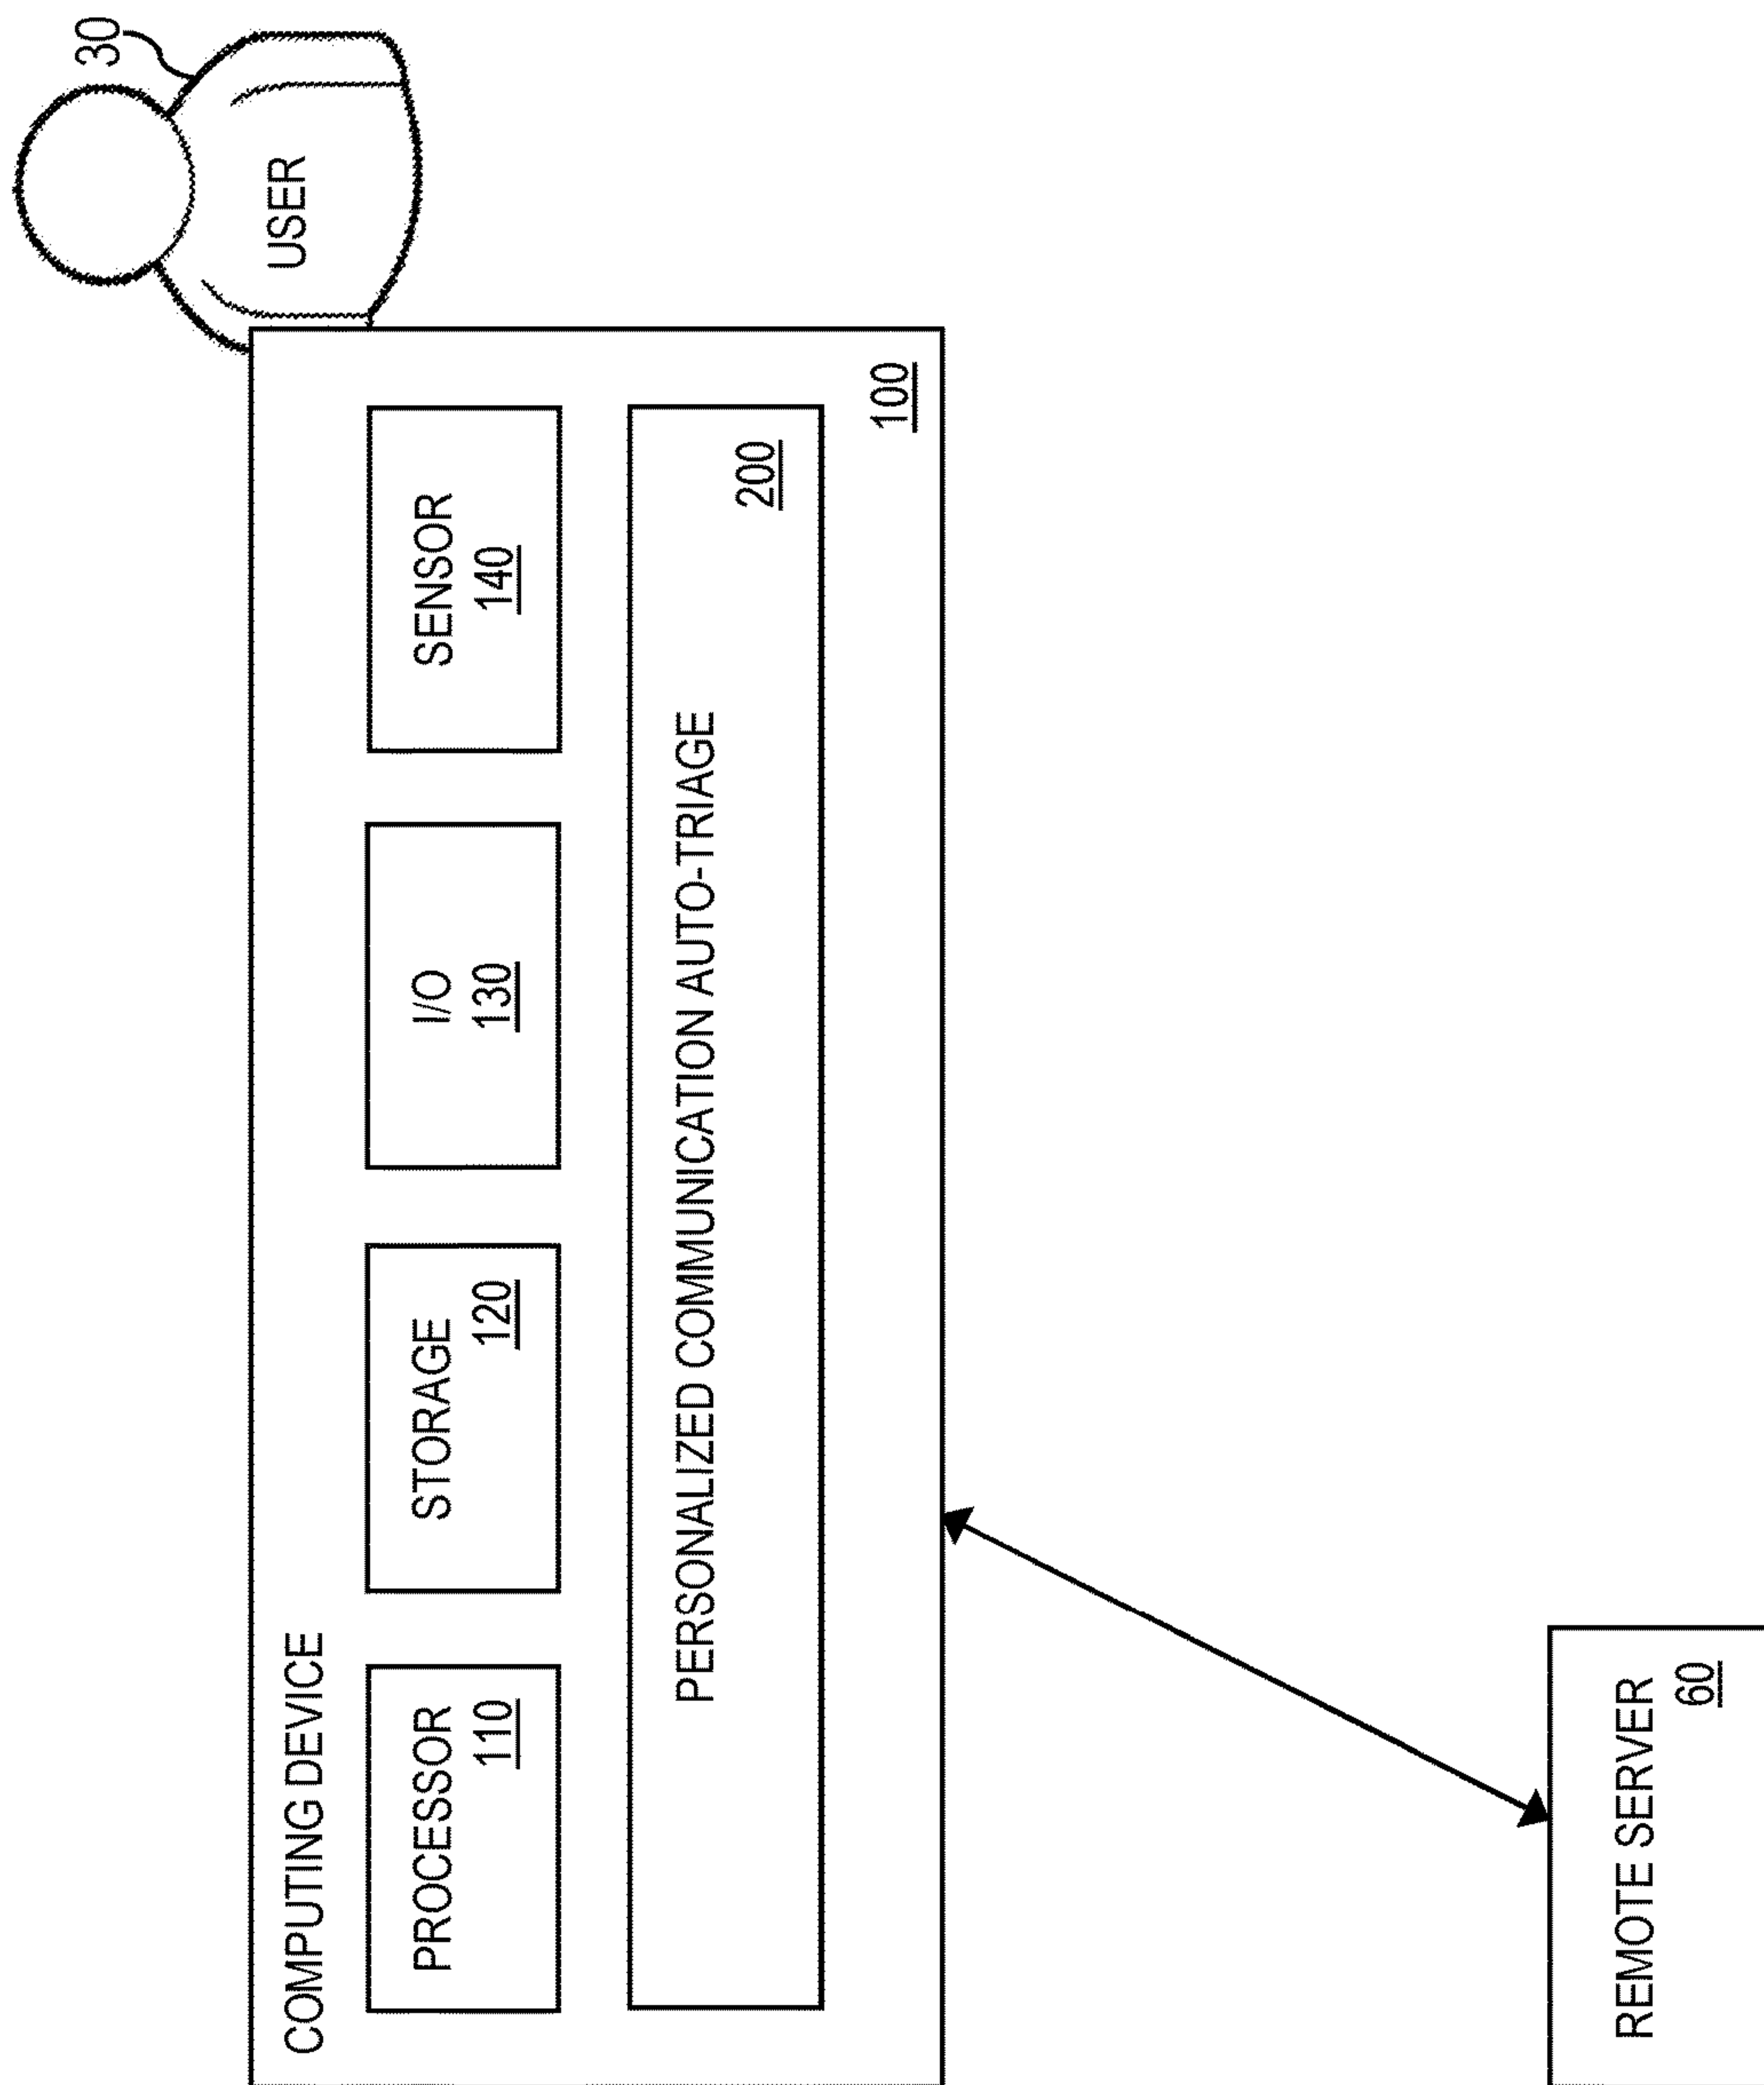 30
USER
COMPUTING DEVICE
PROCESSOR
110
STORAGE
120
I/O
130
SENSOR
140
PERSONALIZED COMMUNICATION AUTO-TRIAGE
200
100
REMOTE SERVER
60